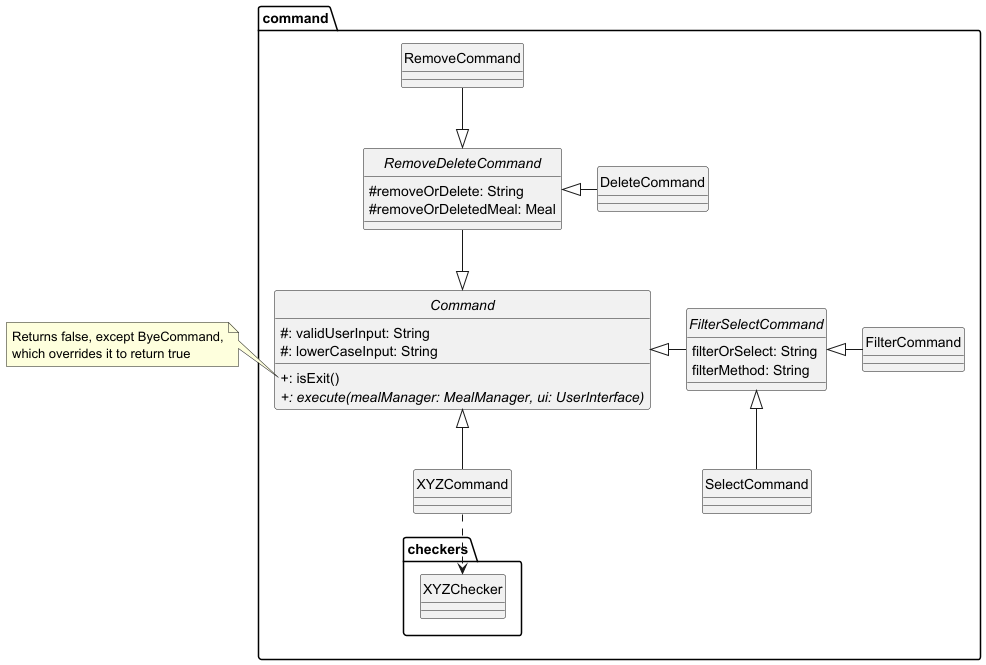 command
RemoveCommand
RemoveDeleteCommand
#removeOrDelete: String
#removeOrDeletedMeal: Meal
DeleteCommand
Command
#: validUserInput: String
#: lowerCaseInput: String
+: isExit()
+: execute(mealManager: MealManager, ui: UserInterface)
Returns false, except ByeCommand,
which overrides it to return true
FilterSelectCommand
filterOrSelect: String
filterMethod: String
FilterCommand
XYZCommand
SelectCommand
checkers
XYZChecker